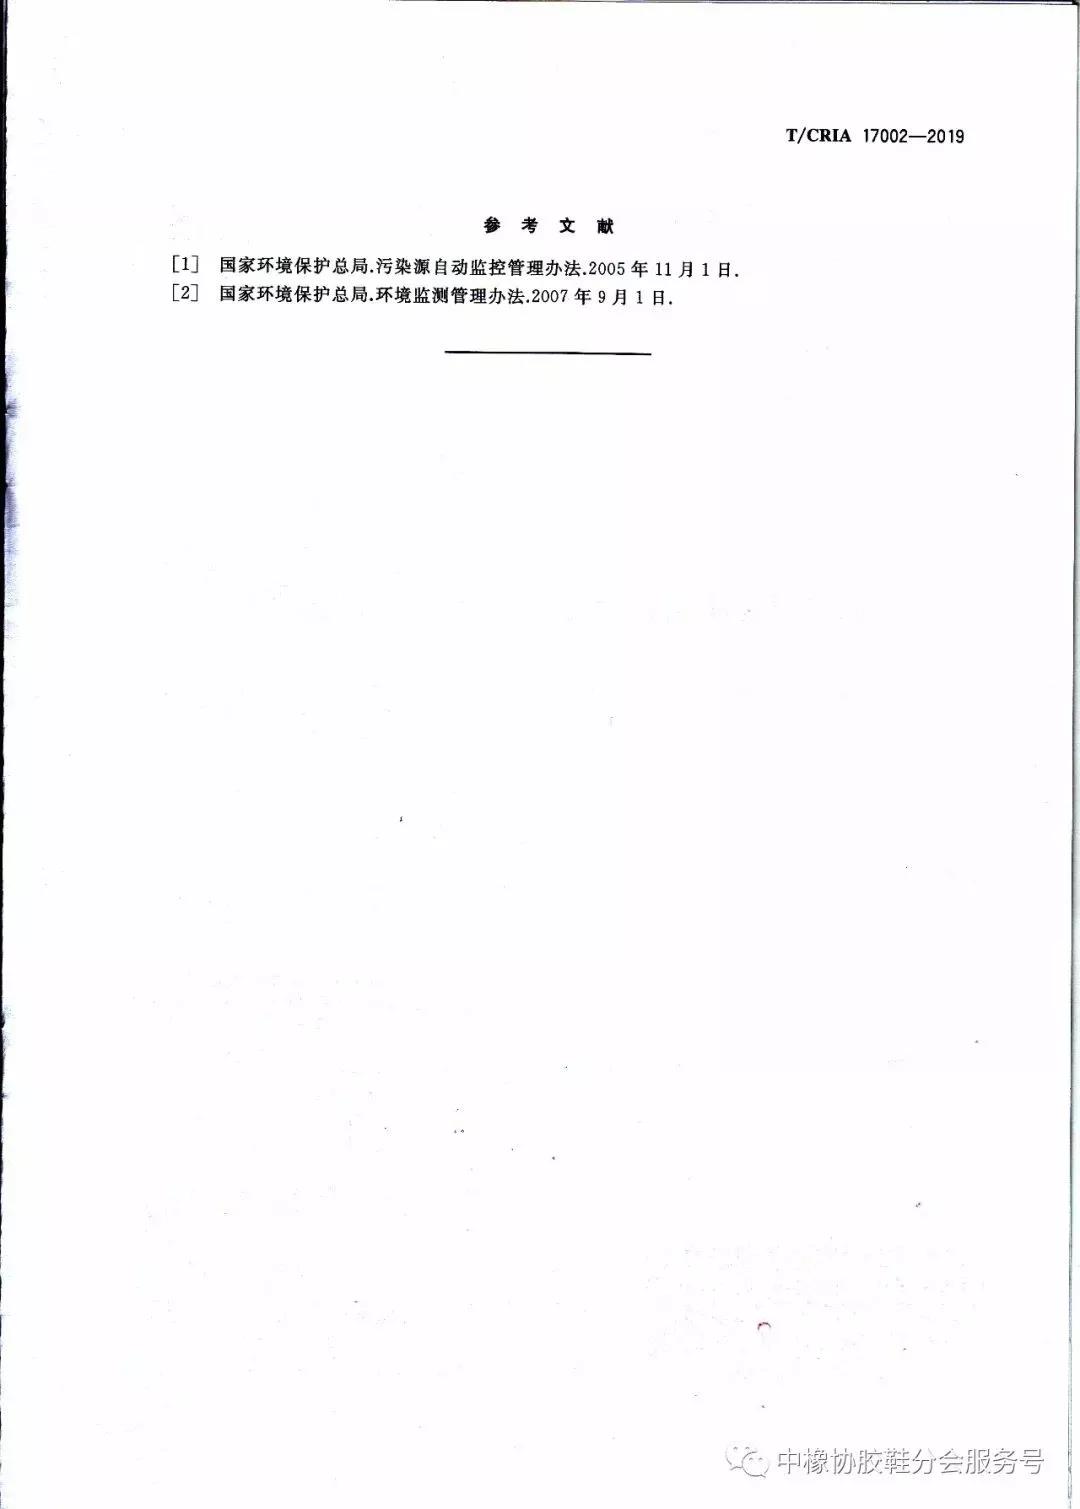 T/CRIA 17002—2019
参 考 文 献
[1] 国家环境保护总局.污染源自动监控管理办法.2005 年 11 月 1 日.
[2] 国家环境保护总局.环境监测管理办法.2007 年 9 月 1 日.
中橡协胶鞋分会服务号